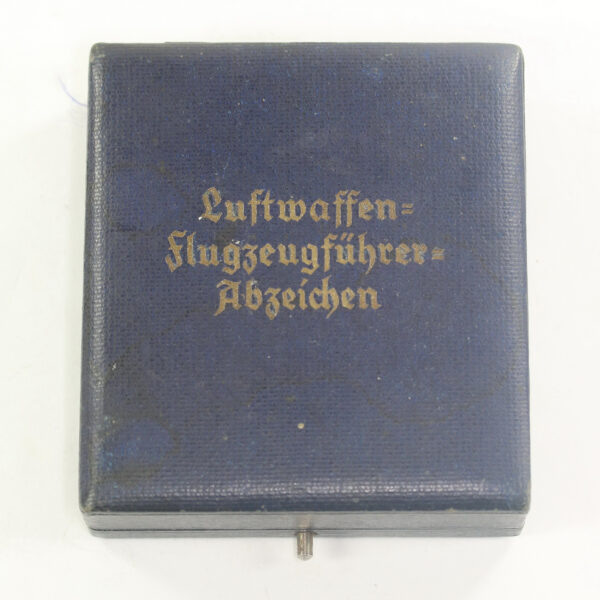 Luftwaffen=
Flugzeugführer=
Abzeichen